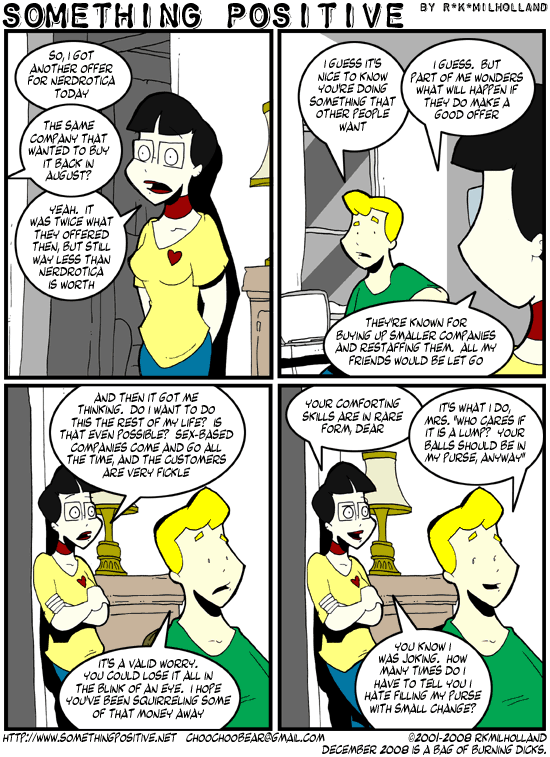 SOMETHING POSITIVE BY R*K*MILHOLLAND
SO, I GOT
ANOTHER OFFER
FOR NERDROTICA
TODAY
THE SAME
COMPANY THAT
WANTED TO BUY
IT BACK IN
AUGUST?
YEAH. IT
WAS TWICE WHAT
THEY OFFERED
THEN, BUT STILL
WAY LESS THAN
NERDROTICA
IS WORTH
I GUESS IT'S
NICE TO KNOW
YOU'RE DOING
SOMETHING THAT
OTHER PEOPLE
WANT
I GUESS. BUT
PART OF ME WONDERS
WHAT WILL HAPPEN IF
THEY DO MAKE A
GOOD OFFER
THEY'RE KNOWN FOR
BUYING UP SMALLER COMPANIES
AND RESTAFFING THEM. ALL MY
FRIENDS WOULD BE LET GO
AND THEN IT GOT ME
THINKING. DO I WANT TO DO
THIS THE REST OF MY LIFE? IS
THAT EVEN POSSIBLE? SEX-BASED
COMPANIES COME AND GO ALL
THE TIME, AND THE CUSTOMERS
ARE VERY FICKLE
IT'S A VALID WORRY.
YOU COULD LOSE IT ALL IN
THE BLINK OF AN EYE. I HOPE
YOU'VE BEEN SQUIRRELING SOME
OF THAT MONEY AWAY
YOUR COMFORTING
SKILLS ARE IN RARE
FORM, DEAR
IT'S WHAT I DO,
MRS. "WHO CARES IF
IT IS A LUMP? YOUR
BALLS SHOULD BE IN
MY PURSE, ANYWAY"
YOU KNOW I
WAS JOKING. HOW
MANY TIMES DO I
HAVE TO TELL YOU I
HATE FILLING MY PURSE
WITH SMALL CHANGE?
HTTP://WWW.SOMETHINGPOSITIVE.NET CHOOCHOOBEAR@GMAIL.COM
©2001-2008 RKMILHOLLAND
DECEMBER 2008 IS A BAG OF BURNING DICKS.